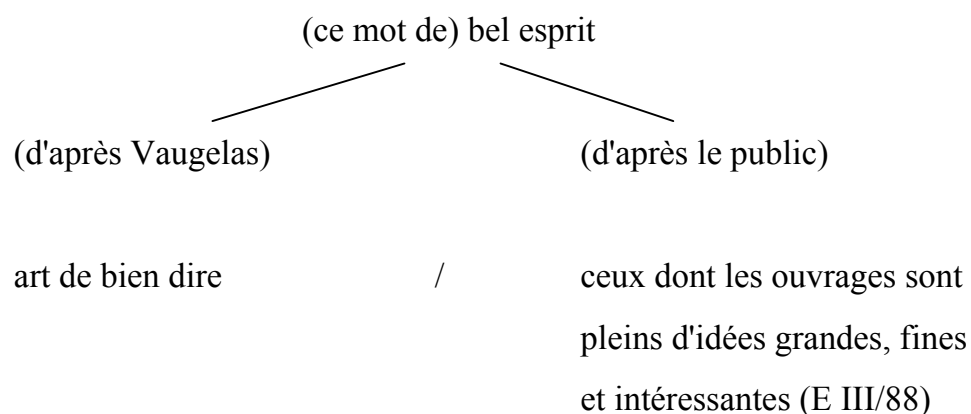 (ce mot de) bel esprit
(d'après Vaugelas) (d'après le public)
art de bien dire / ceux dont les ouvrages sont
pleins d'idées grandes, fines
et intéressantes (E III/88)